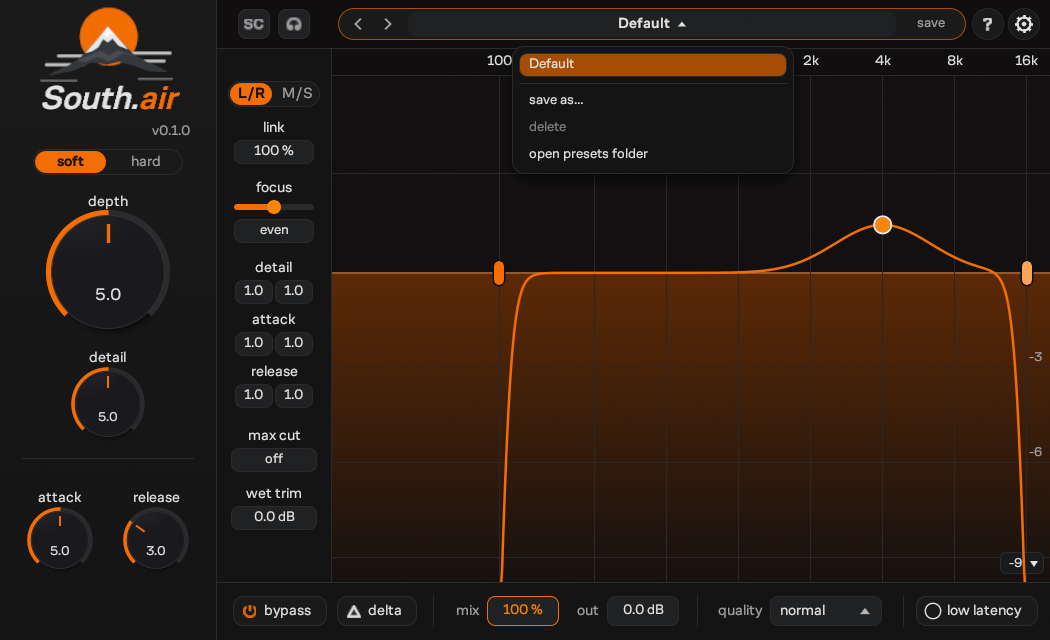 South.air
v0.1.0
soft hard
depth
5.0
detail
5.0
attack release
5.0 3.0
SC
Default
save
?
L/R M/S
link
100 %
focus
even
detail
1.0 1.0
attack
1.0 1.0
release
1.0 1.0
max cut
off
wet trim
0.0 dB
100 2k 4k 8k 16k
Default
save as...
delete
open presets folder
-3
-6
-9
bypass
delta
mix 100 %
out 0.0 dB
quality normal
low latency